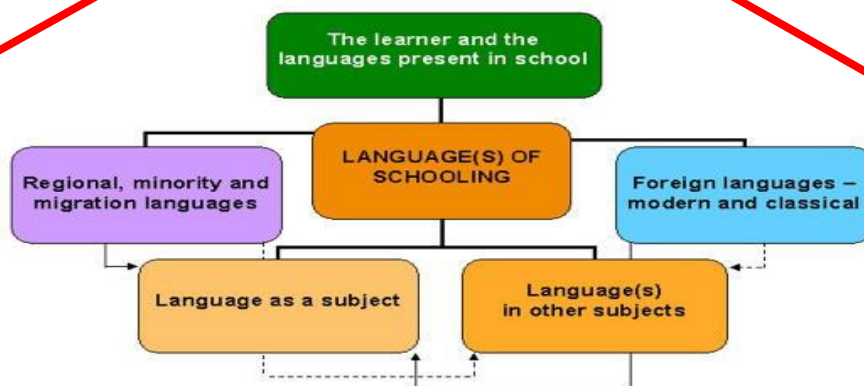 The learner and the
languages present in school
LANGUAGE(S) OF
SCHOOLING
Regional, minority and
migration languages
Foreign languages –
modern and classical
Language as a subject
Language(s)
in other subjects